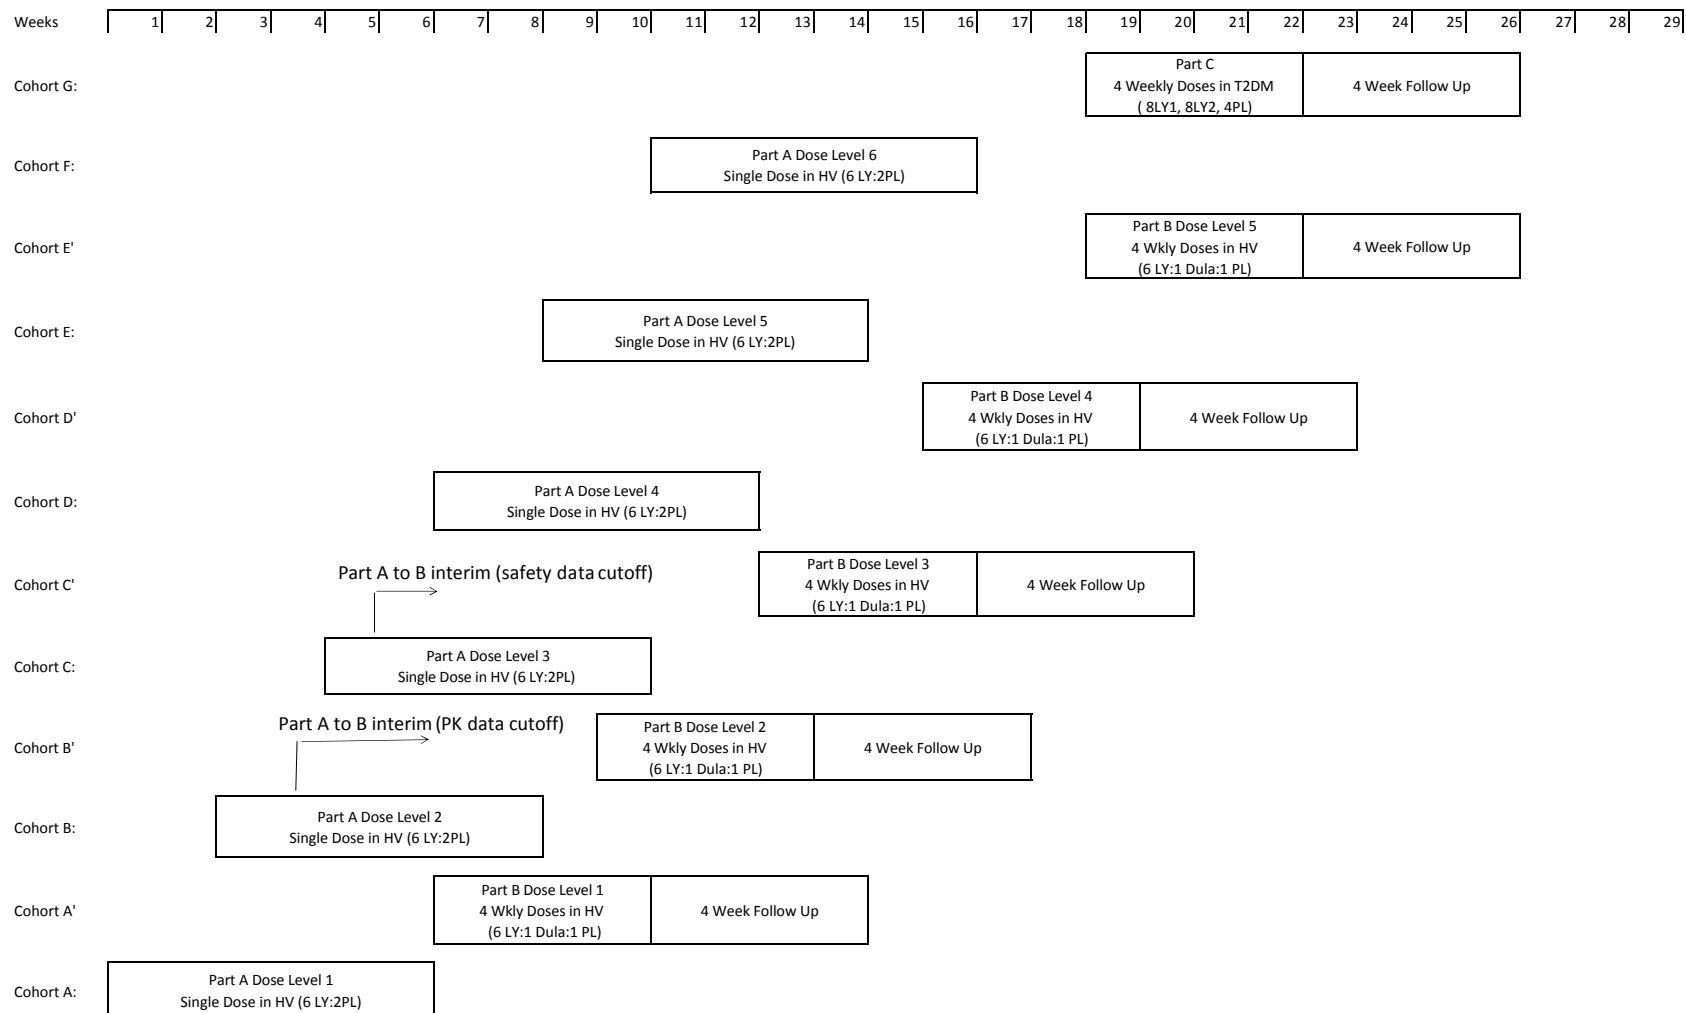 Weeks 1 2 3 4 5 6 7 8 9 10 11 12 13 14 15 16 17 18 19 20 21 22 23 24 25 26 27 28 29
Part C
Cohort G: 4 Weekly Doses in T2DM 4 Week Follow Up
( 8LY1, 8LY2, 4PL)
Part A Dose Level 6
Cohort F:
Single Dose in HV (6 LY:2PL)
Part B Dose Level 5
Cohort E' 4 Wkly Doses in HV 4 Week Follow Up
(6 LY:1 Dula:1 PL)
Part A Dose Level 5
Cohort E:
Single Dose in HV (6 LY:2PL)
Part B Dose Level 4
Cohort D' 4 Wkly Doses in HV 4 Week Follow Up
(6 LY:1 Dula:1 PL)
Part A Dose Level 4
Cohort D:
Single Dose in HV (6 LY:2PL)
Part A to B interim (safety data cutoff)
Part B Dose Level 3
Cohort C' 4 Wkly Doses in HV 4 Week Follow Up
(6 LY:1 Dula:1 PL)
Part A Dose Level 3
Cohort C:
Single Dose in HV (6 LY:2PL)
Part A to B interim (PK data cutoff)
Part B Dose Level 2
Cohort B' 4 Wkly Doses in HV 4 Week Follow Up
(6 LY:1 Dula:1 PL)
Part A Dose Level 2
Cohort B:
Single Dose in HV (6 LY:2PL)
Part B Dose Level 1
Cohort A' 4 Wkly Doses in HV 4 Week Follow Up
(6 LY:1 Dula:1 PL)
Part A Dose Level 1
Cohort A:
Single Dose in HV (6 LY:2PL)